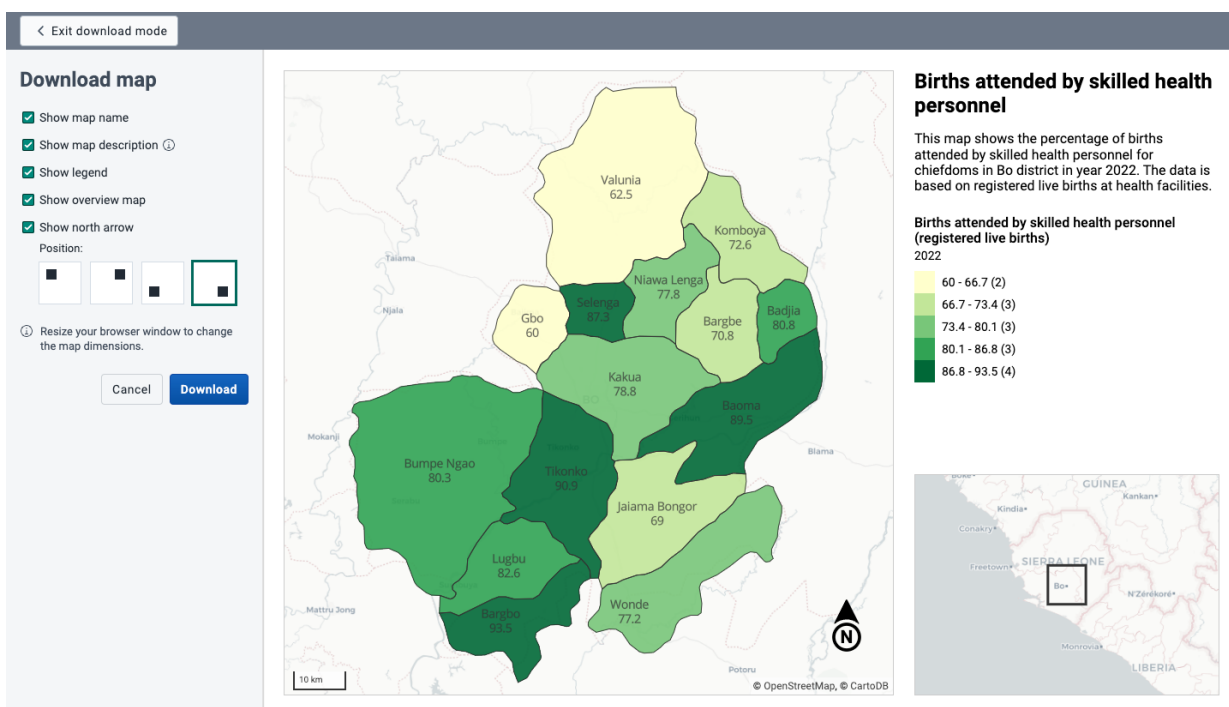 Exit download mode
Download map
Show map name
Show map description
Show legend
Show overview map
Show north arrow
Position:
Resize your browser window to change
the map dimensions.
Cancel
Download
Valunia
62.5
Komboya
72.6
Taiama
Niawa Lenga
77.8
Selenga
87.3
Njala
Gbo
60
Badjia
80.8
Bargbe
70.8
Kakua
78.8
BO
Baoma
89.5
Mokanji
Blama
Bumpe Ngao
80.3
Tikonko
90.9
Jaiama Bongor
69
Lugbu
82.6
Wonde
77.2
Mattru Jong
Bargbo
93.5
N
Potoru
10 km
© OpenStreetMap, © CartoDB
Births attended by skilled health
personnel
This map shows the percentage of births
attended by skilled health personnel for
chiefdoms in Bo district in year 2022. The data is
based on registered live births at health facilities.
Births attended by skilled health personnel
(registered live births)
2022
60 - 66.7 (2)
66.7 - 73.4 (3)
73.4 - 80.1 (3)
80.1 - 86.8 (3)
86.8 - 93.5 (4)
GUINEA
Kankan
Kindia
Conakry
Freetown
SIERRA LEONE
Bo
N'Zérékoré
Monrovia
LIBERIA